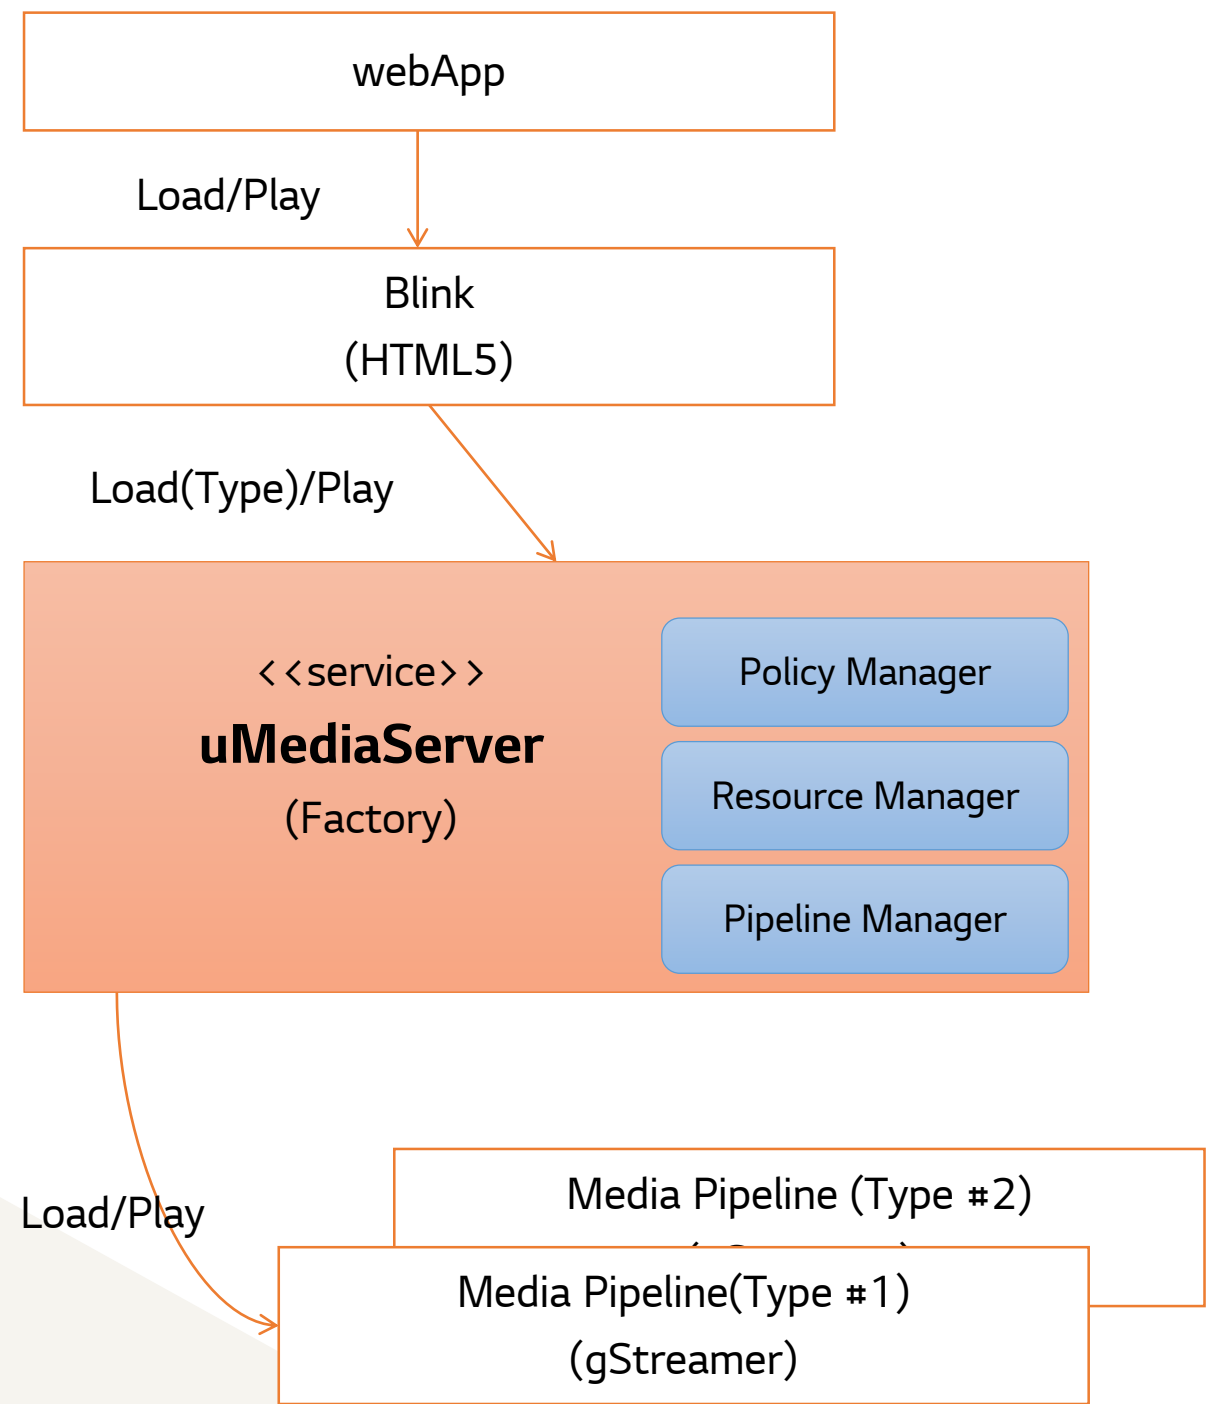 webApp
Load/Play
Blink
(HTML5)
Load(Type)/Play
<<service>>
uMediaServer
(Factory)
Policy Manager
Resource Manager
Pipeline Manager
Load/Play
Media Pipeline (Type #2)
Media Pipeline(Type #1)
(gStreamer)